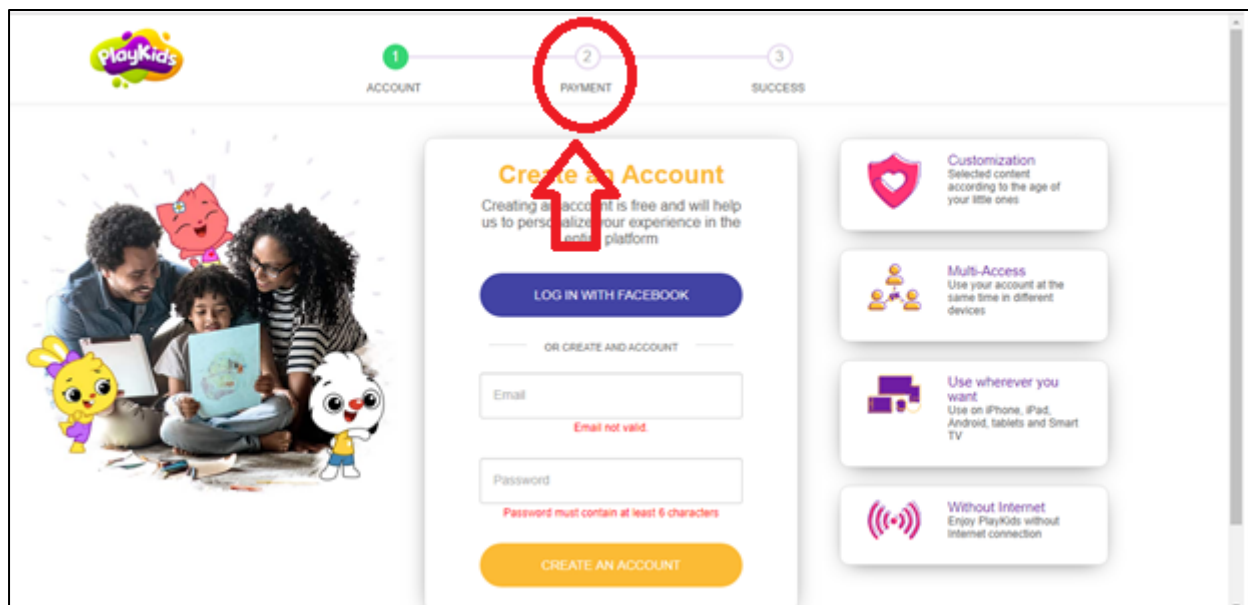 PlayKids
1
2
3
ACCOUNT
PAYMENT
SUCCESS
Create an Account
Creating an account is free and will help
us to personalize your experience in the
entire platform
LOG IN WITH FACEBOOK
OR CREATE AND ACCOUNT
Email
Email not valid.
Password
Password must contain at least 6 characters
CREATE AN ACCOUNT
Customization
Selected content
according to the age of
your little ones
Multi-Access
Use your account at the
same time in different
devices
Use wherever you
want
Use on iPhone, iPad,
Android, tablets and Smart
TV
Without Internet
Enjoy PlayKids without
Internet connection